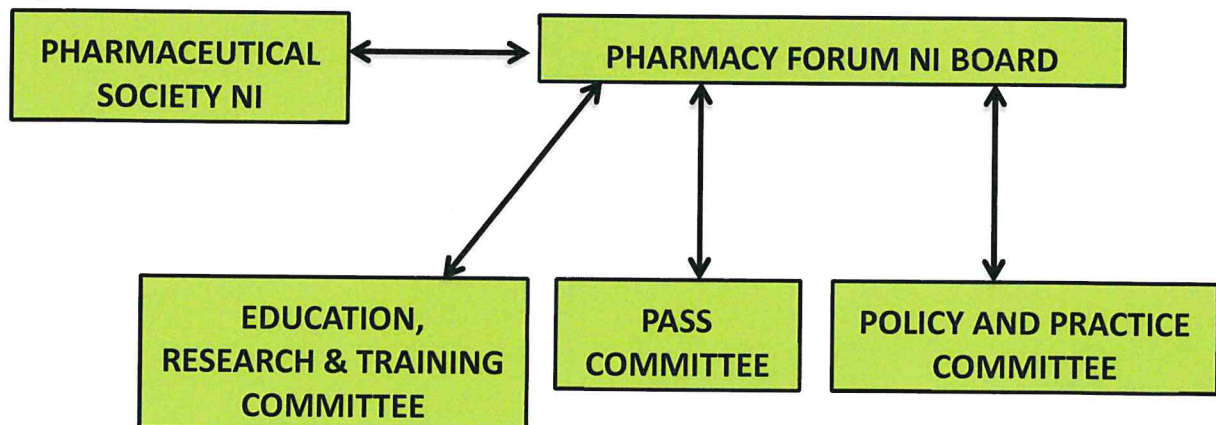 PHARMACEUTICAL
SOCIETY NI
PHARMACY FORUM NI BOARD
EDUCATION,
RESEARCH & TRAINING
COMMITTEE
PASS
COMMITTEE
POLICY AND PRACTICE
COMMITTEE